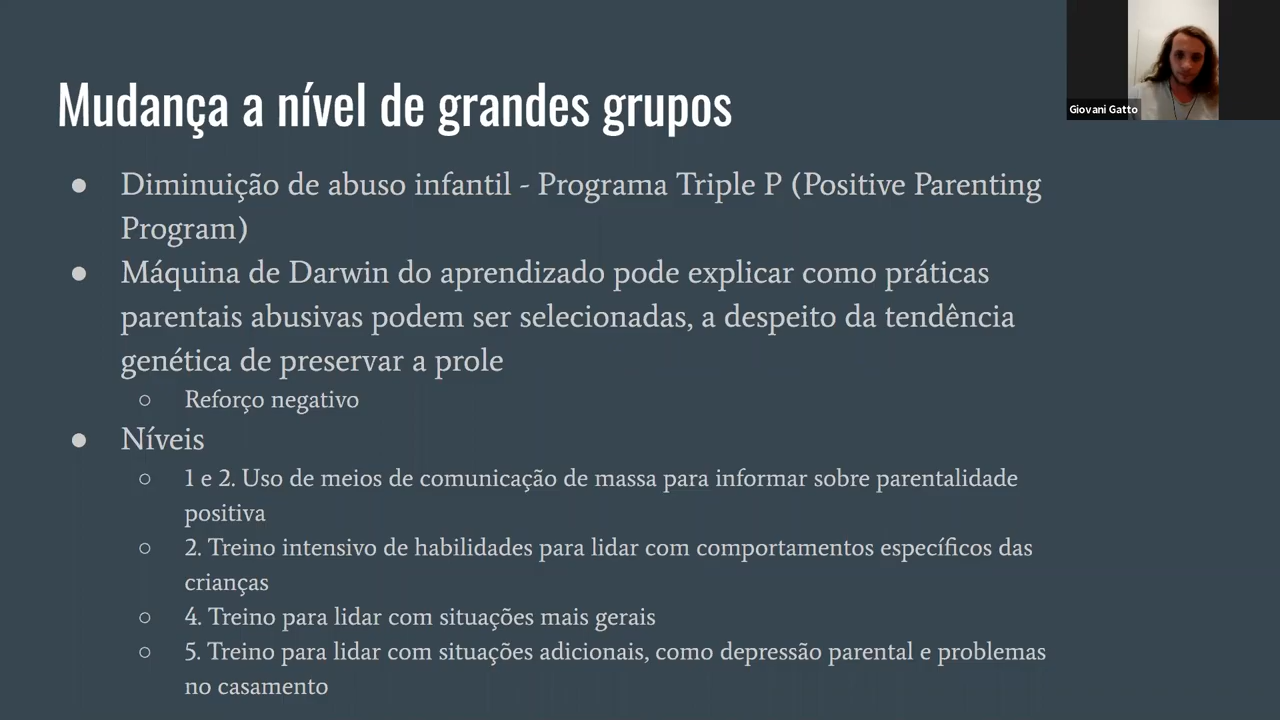 Mudança a nível de grandes grupos
Giovani Gatto
● Diminuição de abuso infantil - Programa Triple P (Positive Parenting
Program)
● Máquina de Darwin do aprendizado pode explicar como práticas
parentais abusivas podem ser selecionadas, a despeito da tendência
genética de preservar a prole
○ Reforço negativo
● Níveis
○ 1 e 2. Uso de meios de comunicação de massa para informar sobre parentalidade
positiva
○ 2. Treino intensivo de habilidades para lidar com comportamentos específicos das
crianças
○ 4. Treino para lidar com situações mais gerais
○ 5. Treino para lidar com situações adicionais, como depressão parental e problemas
no casamento